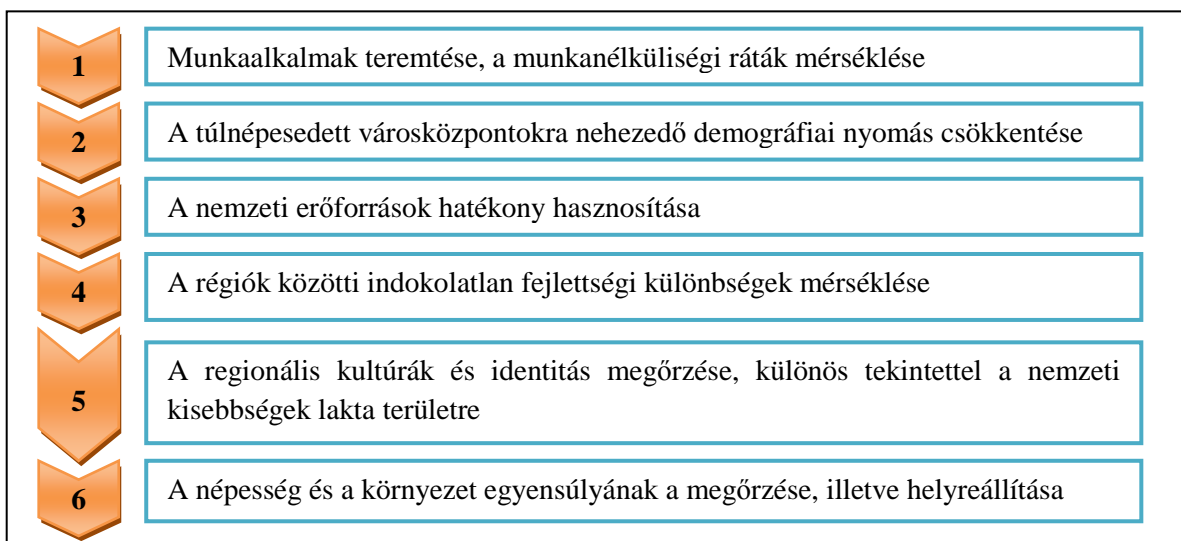 1 Munkaalkalmak teremtése, a munkanélküliségi ráták mérséklése
2 A túlnépesedett városközpontokra nehezedő demográfiai nyomás csökkentése
3 A nemzeti erőforrások hatékony hasznosítása
4 A régiók közötti indokolatlan fejlettségi különbségek mérséklése
5 A regionális kultúrák és identitás megőrzése, különös tekintettel a nemzeti
kisebbségek lakta területre
6 A népesség és a környezet egyensúlyának a megőrzése, illetve helyreállítása